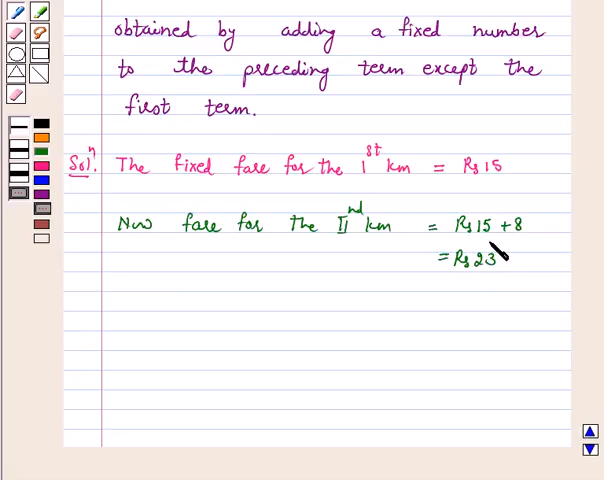 obtained by adding a fixed number
to the preceding term except the
first term.
Solⁿ. The fixed fare for the 1ˢᵗ km = Rs 15
Now fare for the IIⁿᵈ km = Rs 15 + 8
= Rs 23